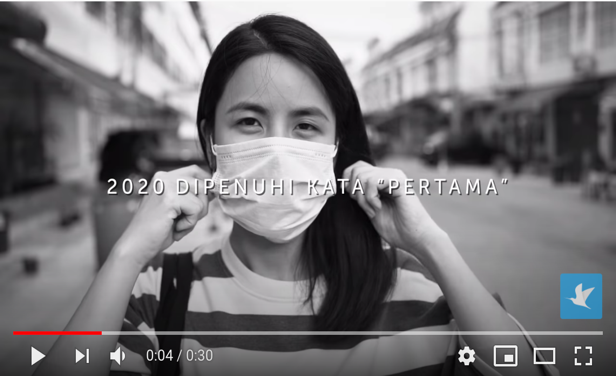 2020 DIPENUHI KATA “PERTAMA”
0:04 / 0:30